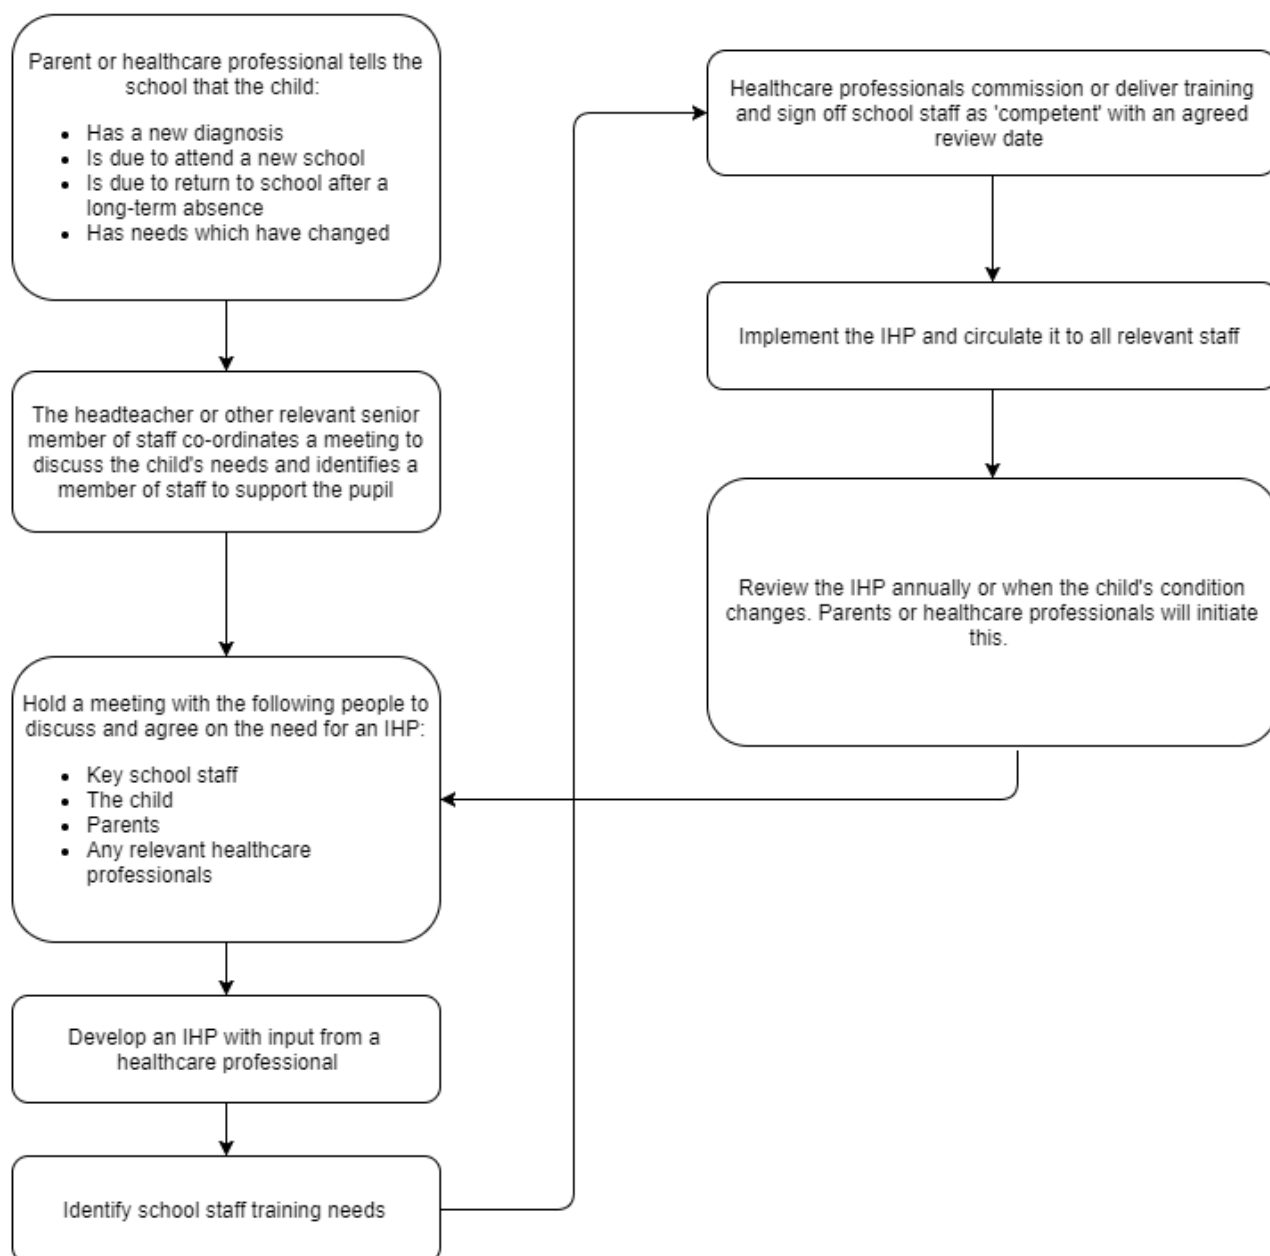 Parent or healthcare professional tells the
school that the child:
• Has a new diagnosis
• Is due to attend a new school
• Is due to return to school after a
long-term absence
• Has needs which have changed
The headteacher or other relevant senior
member of staff co-ordinates a meeting to
discuss the child's needs and identifies a
member of staff to support the pupil
Hold a meeting with the following people to
discuss and agree on the need for an IHP:
• Key school staff
• The child
• Parents
• Any relevant healthcare
professionals
Develop an IHP with input from a
healthcare professional
Identify school staff training needs
Healthcare professionals commission or deliver training
and sign off school staff as 'competent' with an agreed
review date
Implement the IHP and circulate it to all relevant staff
Review the IHP annually or when the child's condition
changes. Parents or healthcare professionals will initiate
this.